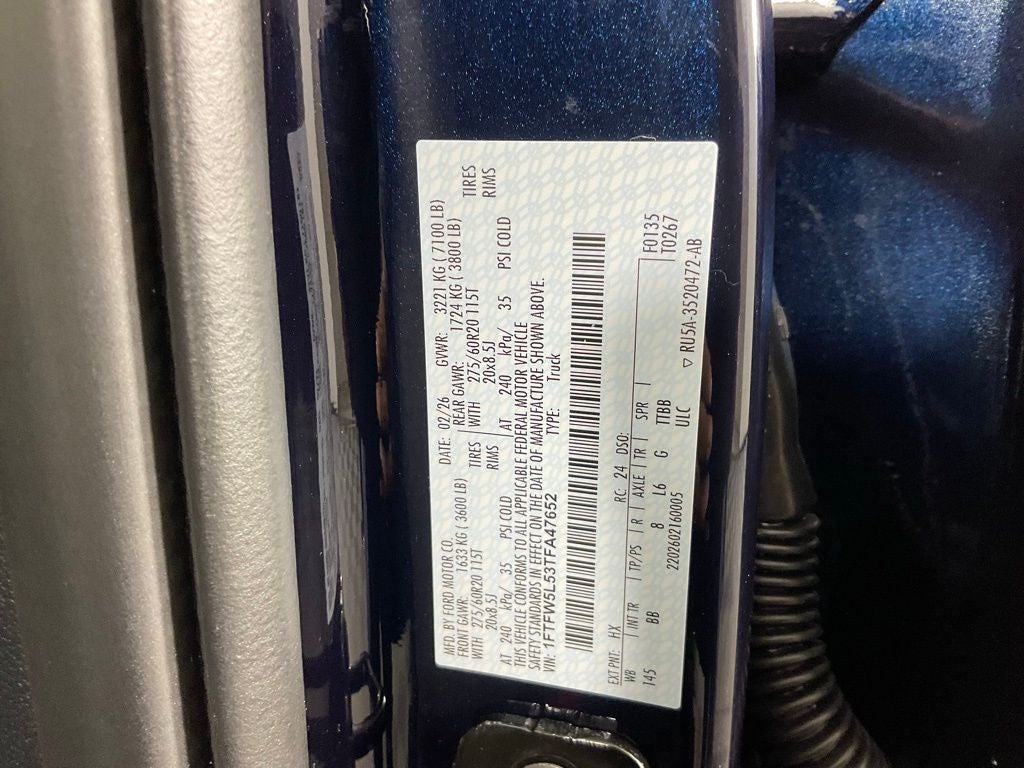 MFD. BY FORD MOTOR CO.
DATE: 02/26 GVWR: 3221 KG ( 7100 LB)
FRONT GAWR: 1633 KG ( 3600 LB) REAR GAWR: 1724 KG ( 3800 LB)
WITH 275/60R20 115T TIRES WITH 275/60R20 115T TIRES
20x8.5J RIMS 20x8.5J RIMS
AT 240 kPa/ 35 PSI COLD AT 240 kPa/ 35 PSI COLD
THIS VEHICLE CONFORMS TO ALL APPLICABLE FEDERAL MOTOR VEHICLE
SAFETY STANDARDS IN EFFECT ON THE DATE OF MANUFACTURE SHOWN ABOVE.
VIN: 1FTFW5L53TFA47652 TYPE: Truck
EXT PNT: HX RC: 24 DSO:
WB INT TR TP/PS R AXLE TR SPR
145 BB 8 L6 G TTBB
2202602160005 ULC
F0135
T0267
▽ RU5A-3520472-AB